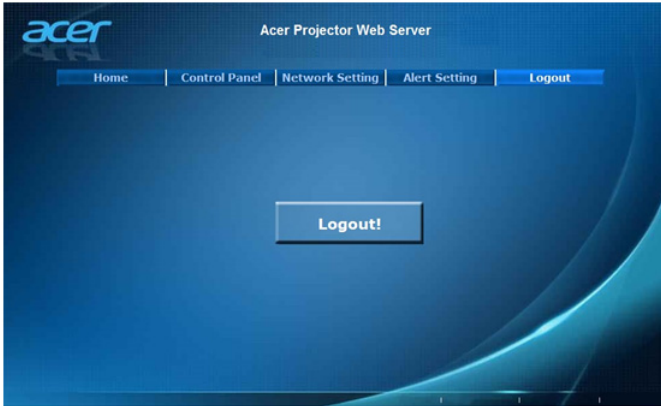 acer
Acer Projector Web Server
Home Control Panel Network Setting Alert Setting Logout
Logout!